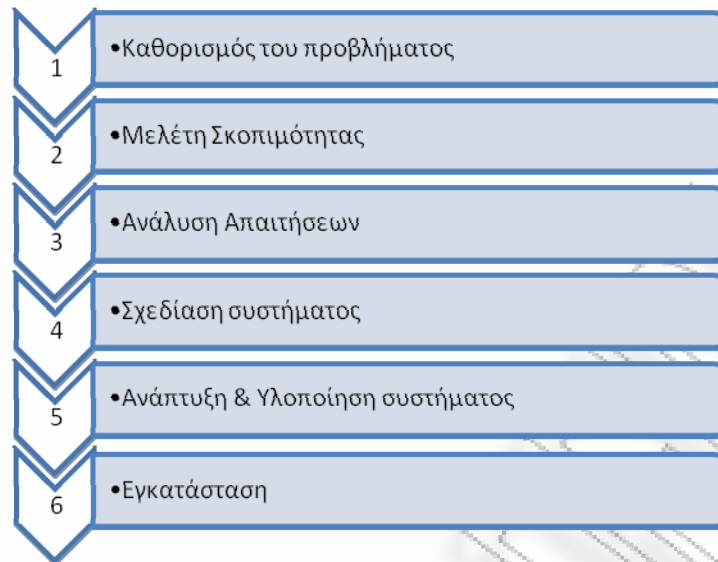 1 •Καθορισμός του προβλήματος
2 •Μελέτη Σκοπιμότητας
3 •Ανάλυση Απαιτήσεων
4 •Σχεδίαση συστήματος
5 •Ανάπτυξη & Υλοποίηση συστήματος
6 •Εγκατάσταση